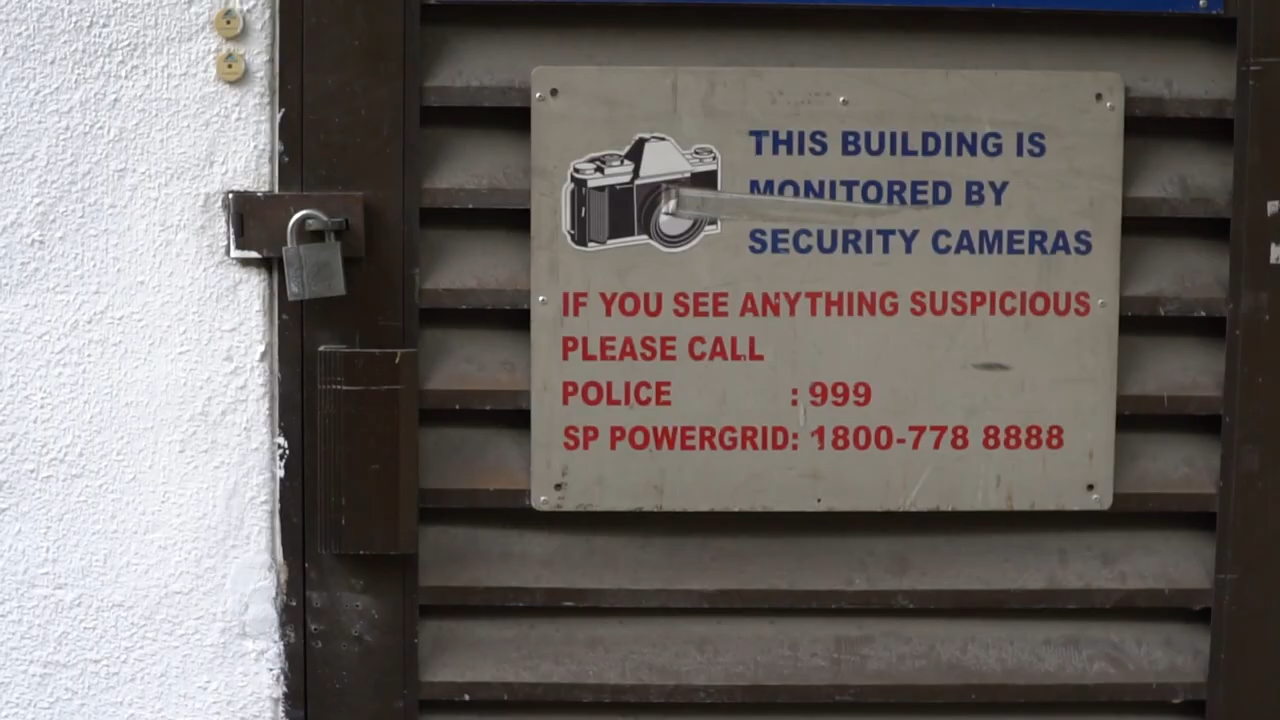 THIS BUILDING IS
MONITORED BY
SECURITY CAMERAS
IF YOU SEE ANYTHING SUSPICIOUS
PLEASE CALL
POLICE : 999
SP POWERGRID: 1800-778 8888